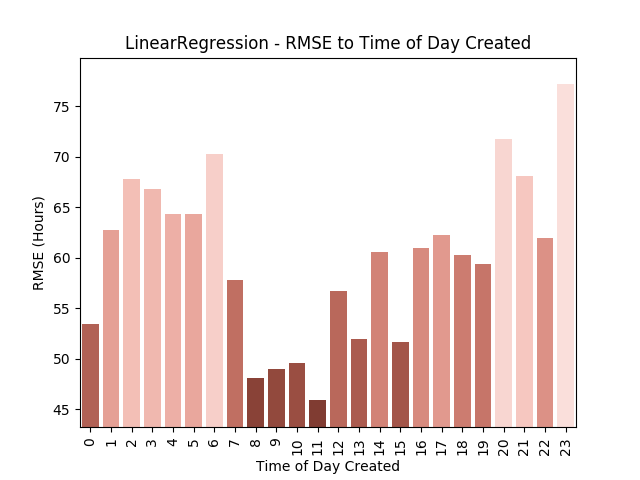 LinearRegression - RMSE to Time of Day Created
75
70
65
60
55
50
45
RMSE (Hours)
0 1 2 3 4 5 6 7 8 9 10 11 12 13 14 15 16 17 18 19 20 21 22 23
Time of Day Created